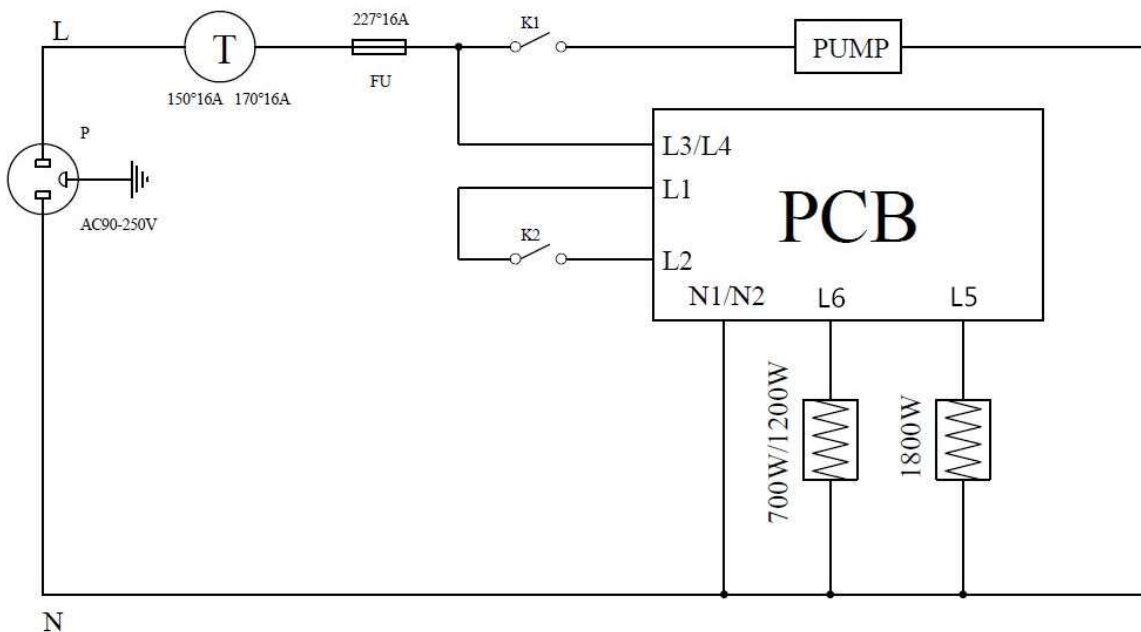 L
T
227°16A
K1
PUMP
150°16A 170°16A
FU
P
L3/L4
L1
PCB
AC90-250V
K2
L2
N1/N2 L6 L5
700W/1200W
1800W
N